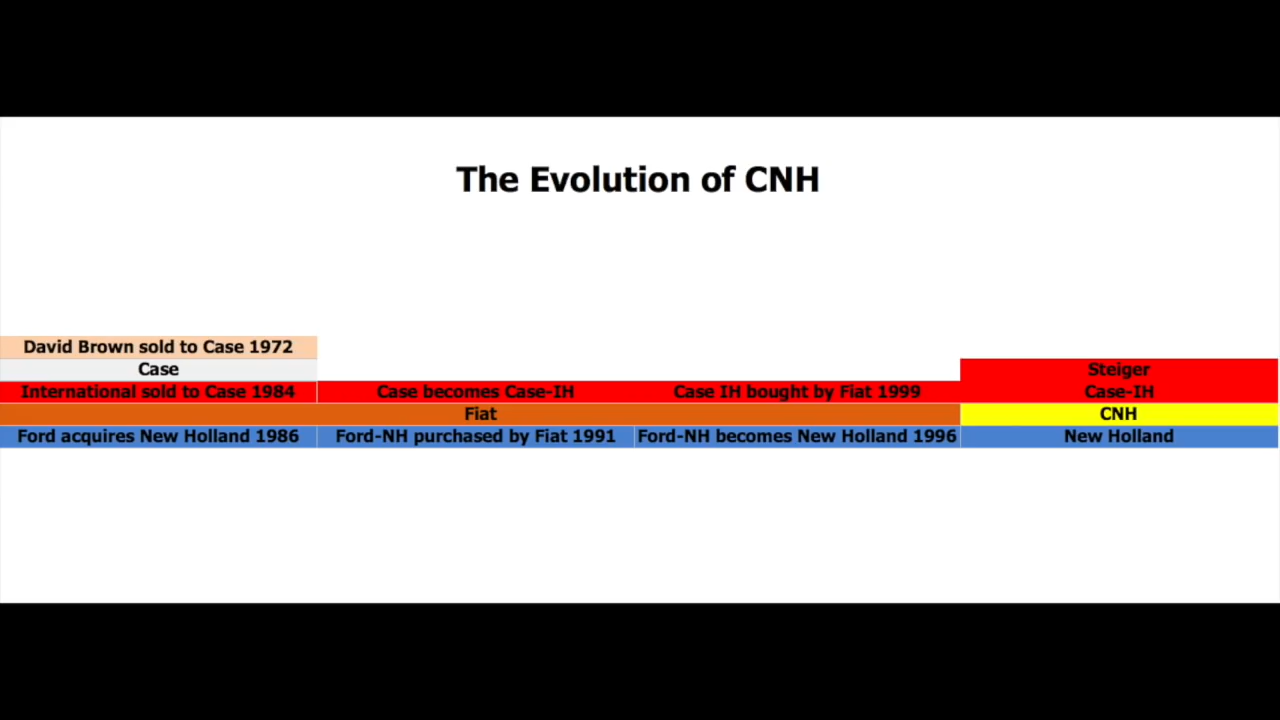 The Evolution of CNH
David Brown sold to Case 1972
Case
Steiger
International sold to Case 1984
Case becomes Case-IH
Case IH bought by Fiat 1999
Case-IH
Fiat
CNH
Ford acquires New Holland 1986
Ford-NH purchased by Fiat 1991
Ford-NH becomes New Holland 1996
New Holland